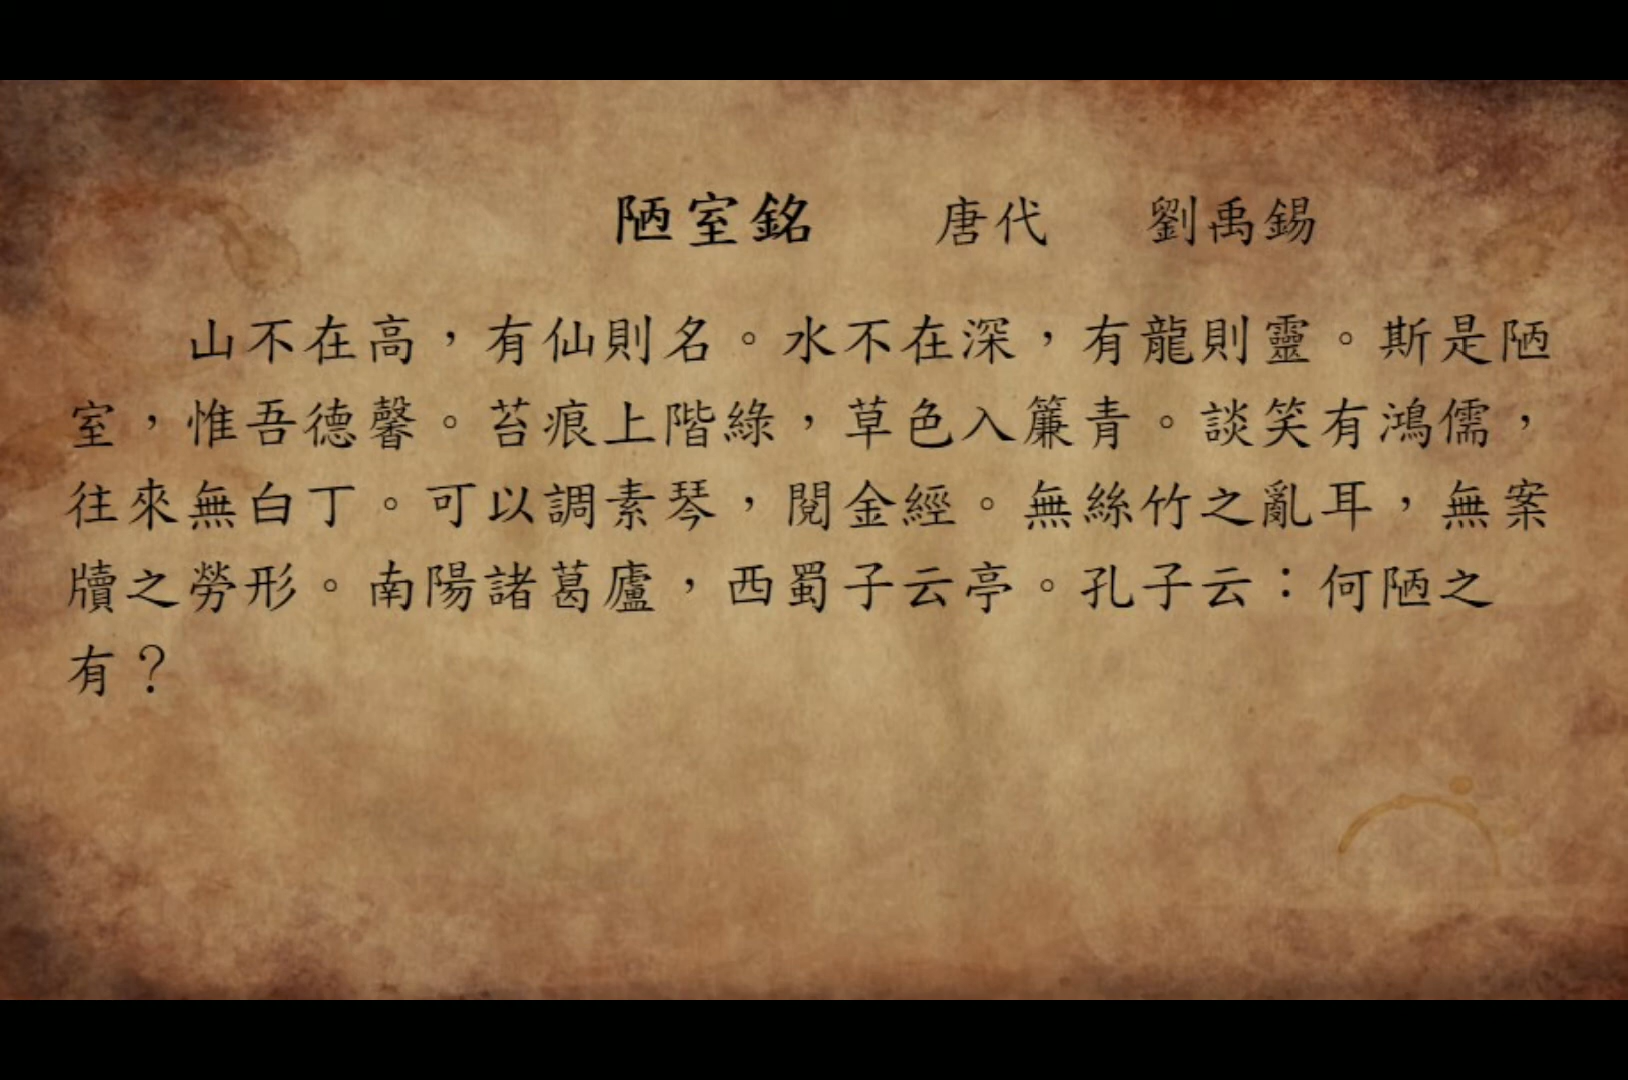 陋室銘 唐代 劉禹錫
山不在高，有仙則名。水不在深，有龍則靈。斯是陋
室，惟吾德馨。苔痕上階綠，草色入簾青。談笑有鴻儒，
往來無白丁。可以調素琴，閱金經。無絲竹之亂耳，無案
牘之勞形。南陽諸葛廬，西蜀子云亭。孔子云：何陋之
有？